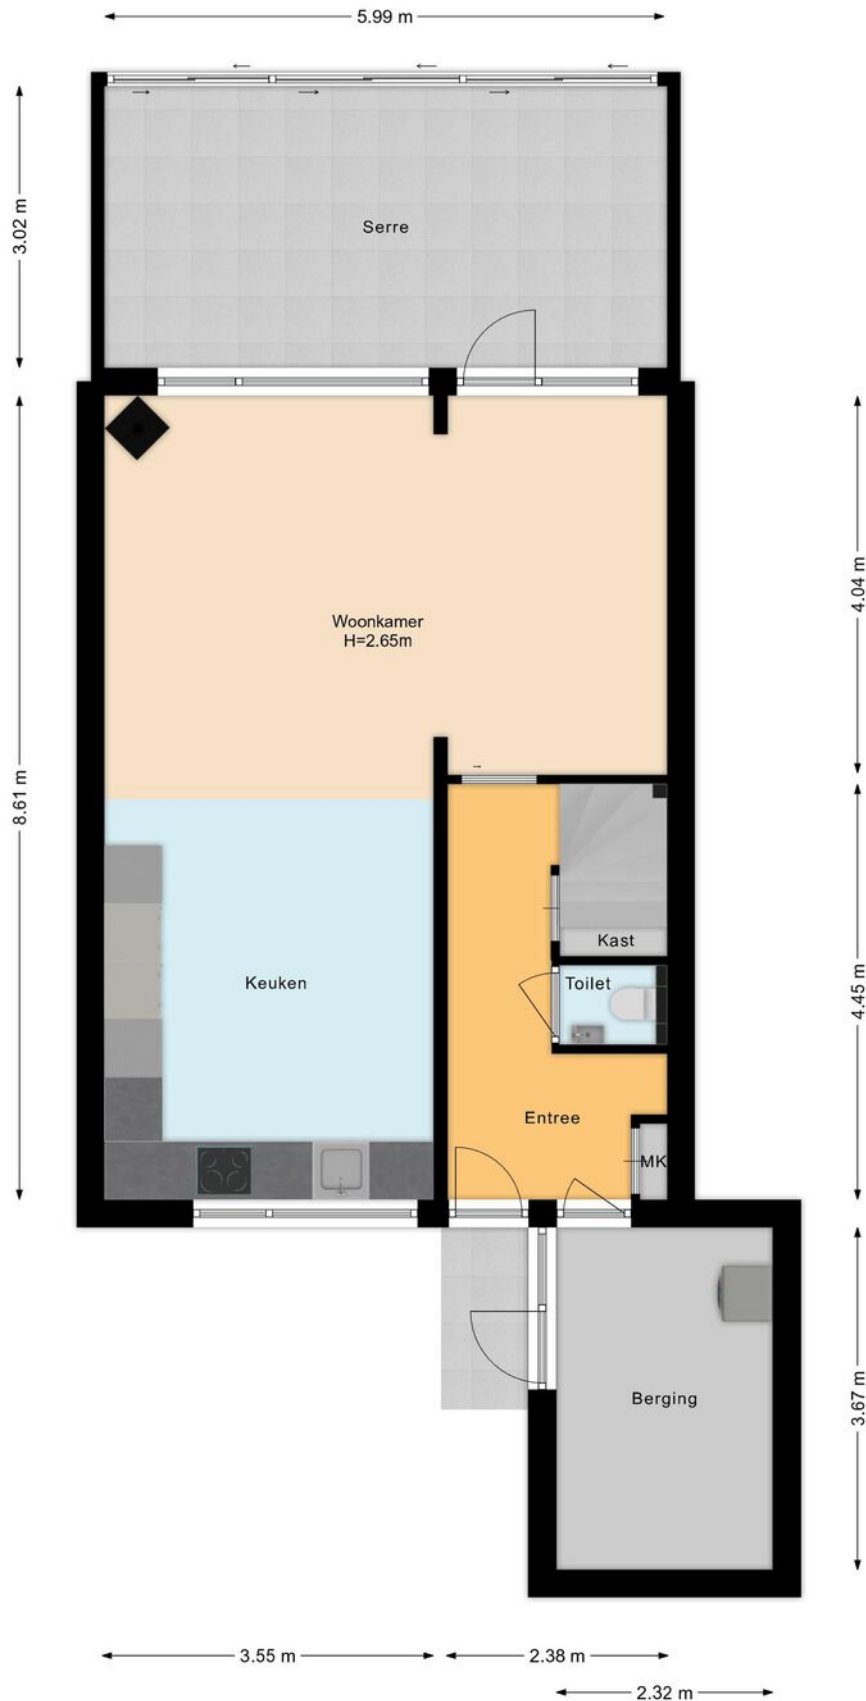 5.99 m
3.02 m
Serre
Woonkamer
H=2.65m
4.04 m
8.61 m
Kast
Toilet
Keuken
4.45 m
Entree
MK
Berging
3.67 m
3.55 m
2.38 m
2.32 m